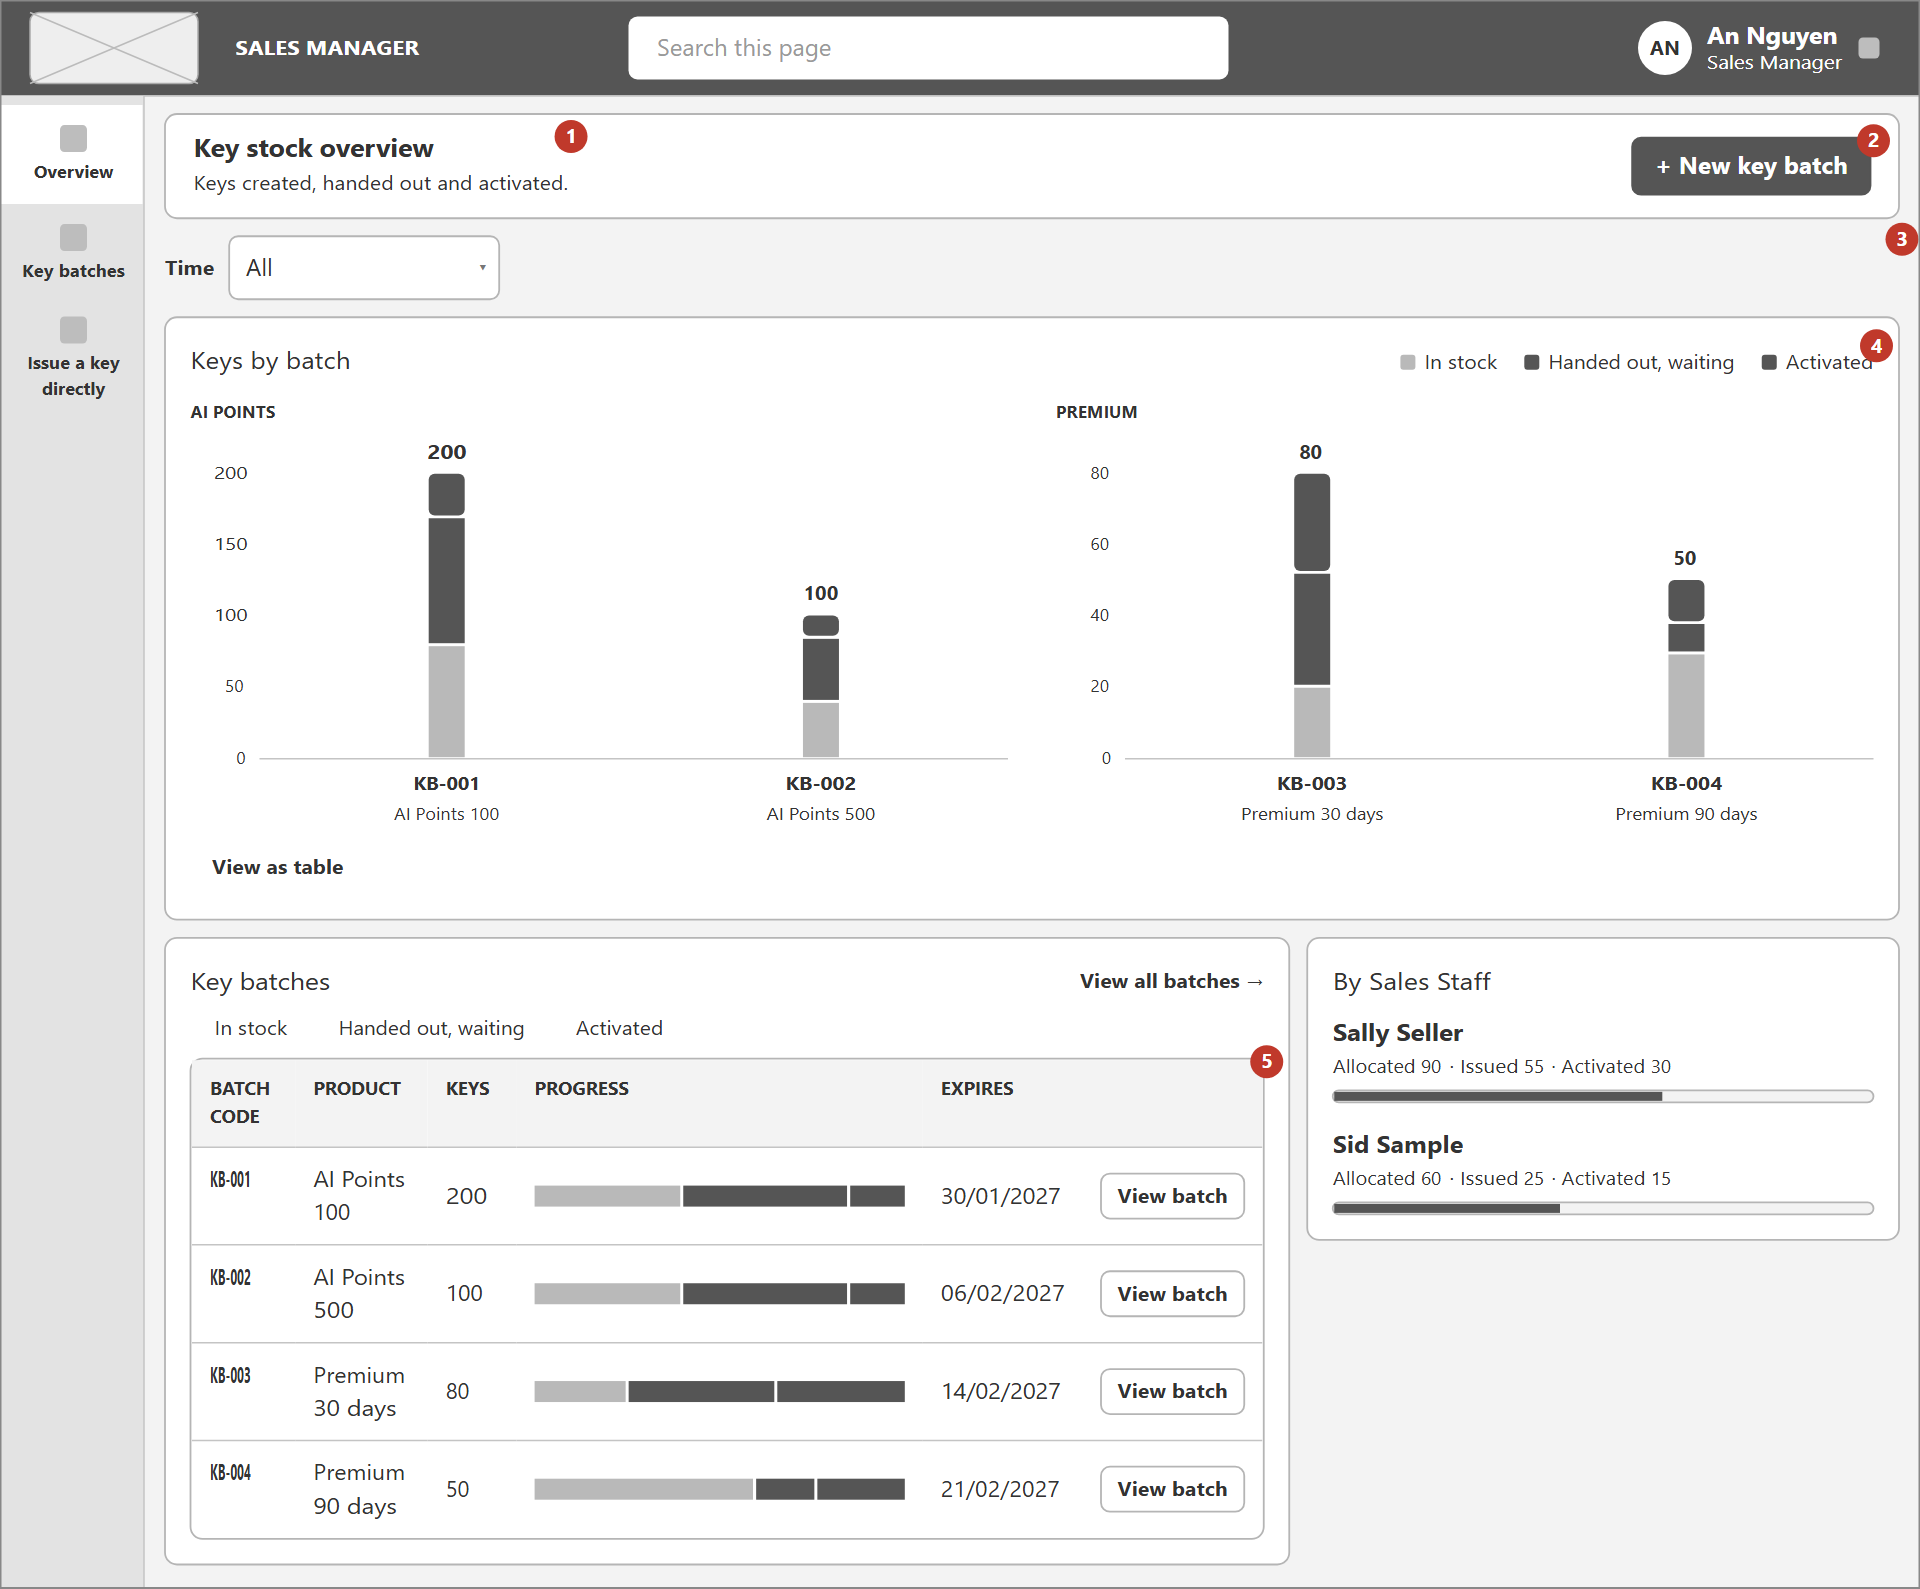 SALES MANAGER
Search this page
AN
An Nguyen
Sales Manager
Overview
Key batches
Issue a key
directly
Key stock overview
1
Keys created, handed out and activated.
+ New key batch
2
3
Time
All
Keys by batch
In stock
Handed out, waiting
Activated
4
AI POINTS
200
150
100
50
0
200
100
KB-001
AI Points 100
KB-002
AI Points 500
PREMIUM
80
60
40
20
0
80
50
KB-003
Premium 30 days
KB-004
Premium 90 days
View as table
Key batches
View all batches →
In stock
Handed out, waiting
Activated
5
BATCH
CODE
PRODUCT
KEYS
PROGRESS
EXPIRES
KB-001
AI Points
100
200
30/01/2027
View batch
KB-002
AI Points
500
100
06/02/2027
View batch
KB-003
Premium
30 days
80
14/02/2027
View batch
KB-004
Premium
90 days
50
21/02/2027
View batch
By Sales Staff
Sally Seller
Allocated 90 · Issued 55 · Activated 30
Sid Sample
Allocated 60 · Issued 25 · Activated 15